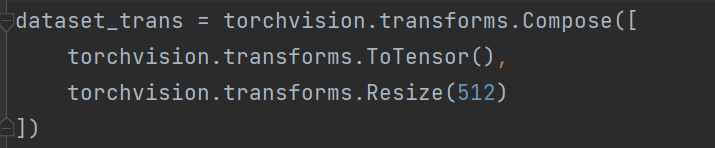 dataset_trans = torchvision.transforms.Compose([
    torchvision.transforms.ToTensor(),
    torchvision.transforms.Resize(512)
])